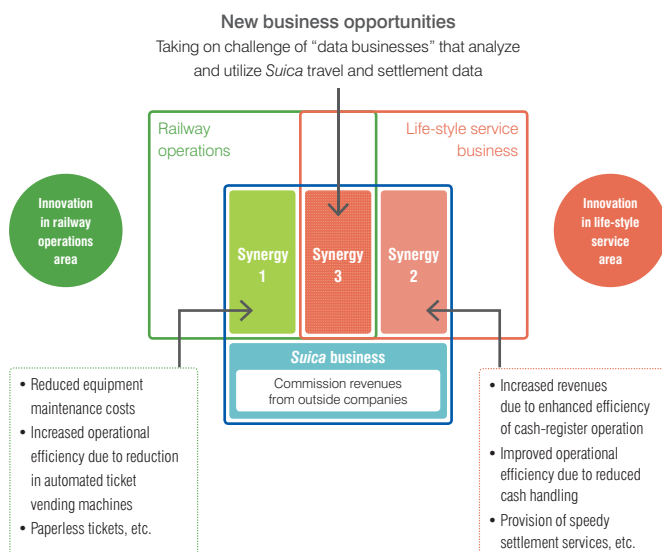 New business opportunities
Taking on challenge of “data businesses” that analyze
and utilize Suica travel and settlement data
Railway
operations
Life-style service
business
Innovation
in railway
operations
area
Synergy
1
Synergy
3
Synergy
2
Innovation
in life-style
service
area
Suica business
Commission revenues
from outside companies
• Reduced equipment
maintenance costs
• Increased operational
efficiency due to reduction
in automated ticket
vending machines
• Paperless tickets, etc.
• Increased revenues
due to enhanced efficiency
of cash-register operation
• Improved operational
efficiency due to reduced
cash handling
• Provision of speedy
settlement services, etc.